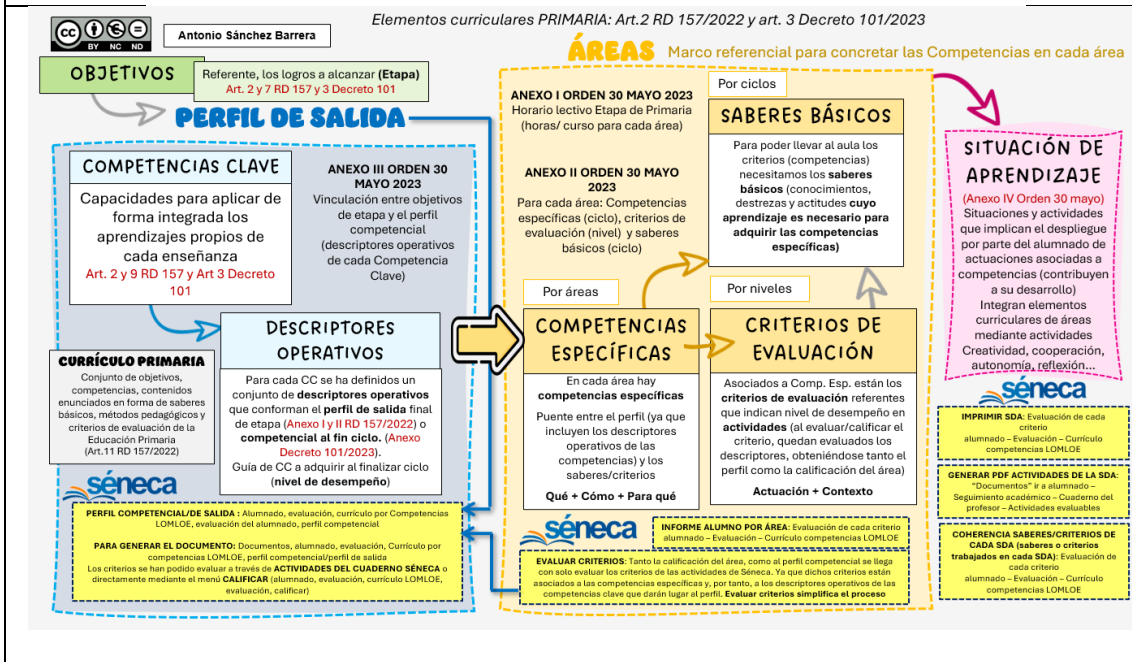 Elementos curriculares PRIMARIA: Art.2 RD 157/2022 y art. 3 Decreto 101/2023
cc
BY NC ND
Antonio Sánchez Barrera
OBJETIVOS
Referente, los logros a alcanzar (Etapa)
Art. 2 y 7 RD 157 y 3 Decreto 101
PERFIL DE SALIDA
COMPETENCIAS CLAVE
Capacidades para aplicar de
forma integrada los
aprendizajes propios de
cada enseñanza
Art. 2 y 9 RD 157 y Art 3 Decreto
101
ANEXO III ORDEN 30
MAYO 2023
Vinculación entre objetivos
de etapa y el perfil
competencial
(descriptores operativos
de cada Competencia
Clave)
CURRÍCULO PRIMARIA
Conjunto de objetivos,
competencias, contenidos
enunciados en forma de saberes
básicos, métodos pedagógicos y
criterios de evaluación de la
Educación Primaria
(Art.11 RD 157/2022)
DESCRIPTORES
OPERATIVOS
Para cada CC se ha definidos un
conjunto de descriptores operativos
que conforman el perfil de salida final
de etapa (Anexo I y II RD 157/2022) o
competencial al fin ciclo. (Anexo
Decreto 101/2023).
Guía de CC a adquirir al finalizar ciclo
(nivel de desempeño)
séneca
PERFIL COMPETENCIAL/DE SALIDA : Alumnado, evaluación, currículo por Competencias
LOMLOE, evaluación del alumnado, perfil competencial
PARA GENERAR EL DOCUMENTO: Documentos, alumnado, evaluación, Currículo por
competencias LOMLOE, perfil competencial/perfil de salida
Los criterios se han podido evaluar a través de ACTIVIDADES DEL CUADERNO SÉNECA o
directamente mediante el menú CALIFICAR (alumnado, evaluación, currículo LOMLOE,
evaluación, calificar)
ÁREAS
Marco referencial para concretar las Competencias en cada área
ANEXO I ORDEN 30 MAYO 2023
Horario lectivo Etapa de Primaria
(horas/ curso para cada área)
ANEXO II ORDEN 30 MAYO
2023
Para cada área: Competencias
específicas (ciclo), criterios de
evaluación (nivel) y saberes
básicos (ciclo)
Por ciclos
SABERES BÁSICOS
Para poder llevar al aula los
criterios (competencias)
necesitamos los saberes
básicos (conocimientos,
destrezas y actitudes cuyo
aprendizaje es necesario para
adquirir las competencias
específicas)
Por áreas
COMPETENCIAS
ESPECÍFICAS
En cada área hay
competencias específicas
Puente entre el perfil (ya que
incluyen los descriptores
operativos de las
competencias) y los
saberes/criterios
Qué + Cómo + Para qué
Por niveles
CRITERIOS DE
EVALUACIÓN
Asociados a Comp. Esp. están los
criterios de evaluación referentes
que indican nivel de desempeño en
actividades (al evaluar/calificar el
criterio, quedan evaluados los
descriptores, obteniéndose tanto el
perfil como la calificación del área)
Actuación + Contexto
séneca
INFORME ALUMNO POR ÁREA: Evaluación de cada criterio
alumnado – Evaluación – Currículo competencias LOMLOE
EVALUAR CRITERIOS: Tanto la calificación del área, como al perfil competencial se llega
con solo evaluar los criterios de las actividades de Séneca. Ya que dichos criterios están
asociados a las competencias específicas y, por tanto, a los descriptores operativos de las
competencias clave que darán lugar al perfil. Evaluar criterios simplifica el proceso
SITUACIÓN DE
APRENDIZAJE
(Anexo IV Orden 30 mayo)
Situaciones y actividades
que implican el despliegue
por parte del alumnado de
actuaciones asociadas a
competencias (contribuyen
a su desarrollo)
Integran elementos
curriculares de áreas
mediante actividades
Creatividad, cooperación,
autonomía, reflexión...
séneca
IMPRIMIR SDA: Evaluación de cada
criterio
alumnado – Evaluación – Currículo
competencias LOMLOE
GENERAR PDF ACTIVIDADES DE LA SDA:
"Documentos" ir a alumnado –
Seguimiento académico – Cuaderno del
profesor – Actividades evaluables
COHERENCIA SABERES/CRITERIOS DE
CADA SDA (saberes o criterios
trabajados en cada SDA): Evaluación de
cada criterio
alumnado – Evaluación – Currículo
competencias LOMLOE